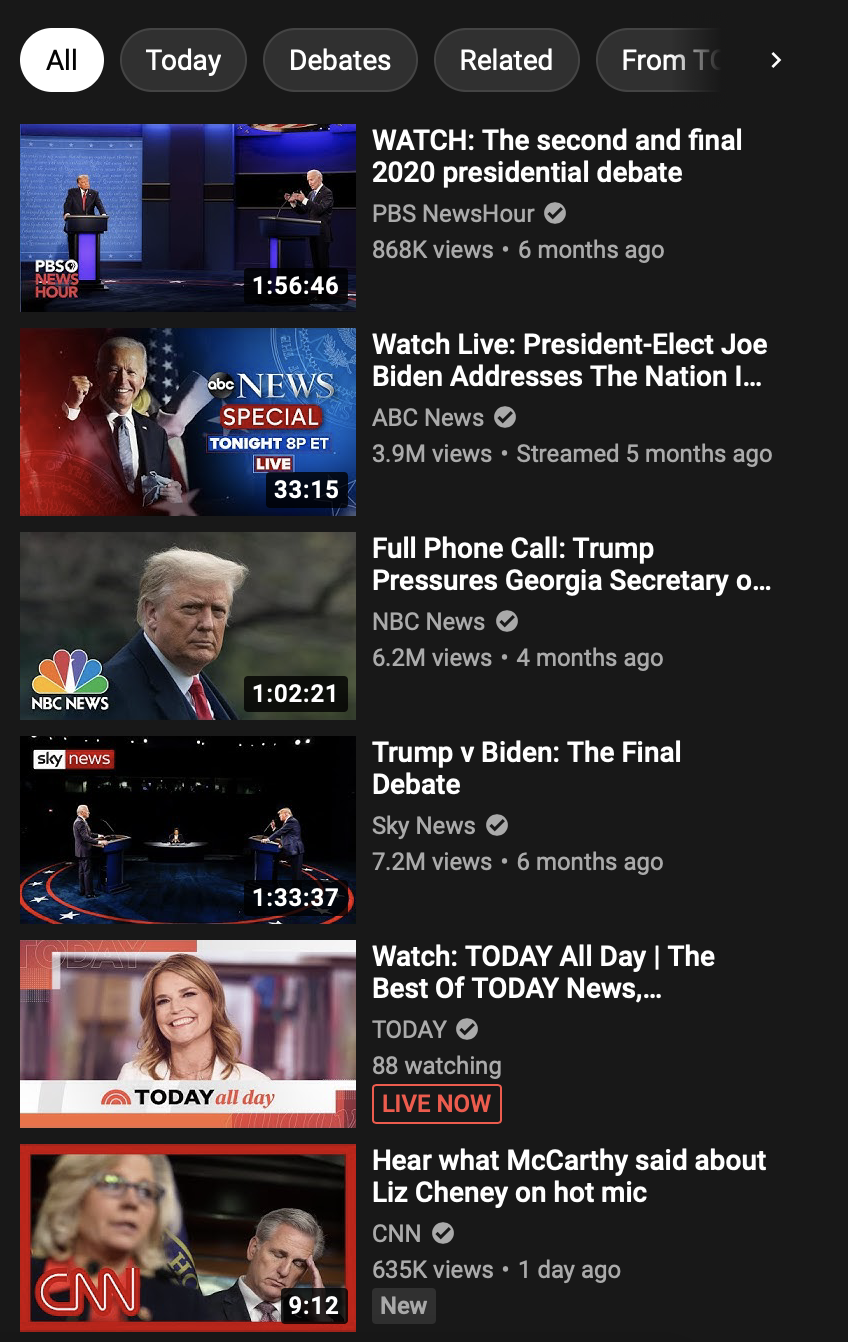 All
Today
Debates
Related
From TO
WATCH: The second and final
2020 presidential debate
PBS NewsHour
868K views • 6 months ago
PBS
NEWS
HOUR
1:56:46
Watch Live: President-Elect Joe
Biden Addresses The Nation I...
ABC News
3.9M views • Streamed 5 months ago
abc NEWS
SPECIAL
TONIGHT 8P ET
LIVE
33:15
Full Phone Call: Trump
Pressures Georgia Secretary o...
NBC News
6.2M views • 4 months ago
NBC NEWS
1:02:21
Trump v Biden: The Final
Debate
Sky News
7.2M views • 6 months ago
sky news
1:33:37
Watch: TODAY All Day | The
Best Of TODAY News,...
TODAY
88 watching
LIVE NOW
TODAY
TODAY all day
Hear what McCarthy said about
Liz Cheney on hot mic
CNN
635K views • 1 day ago
New
CNN
9:12